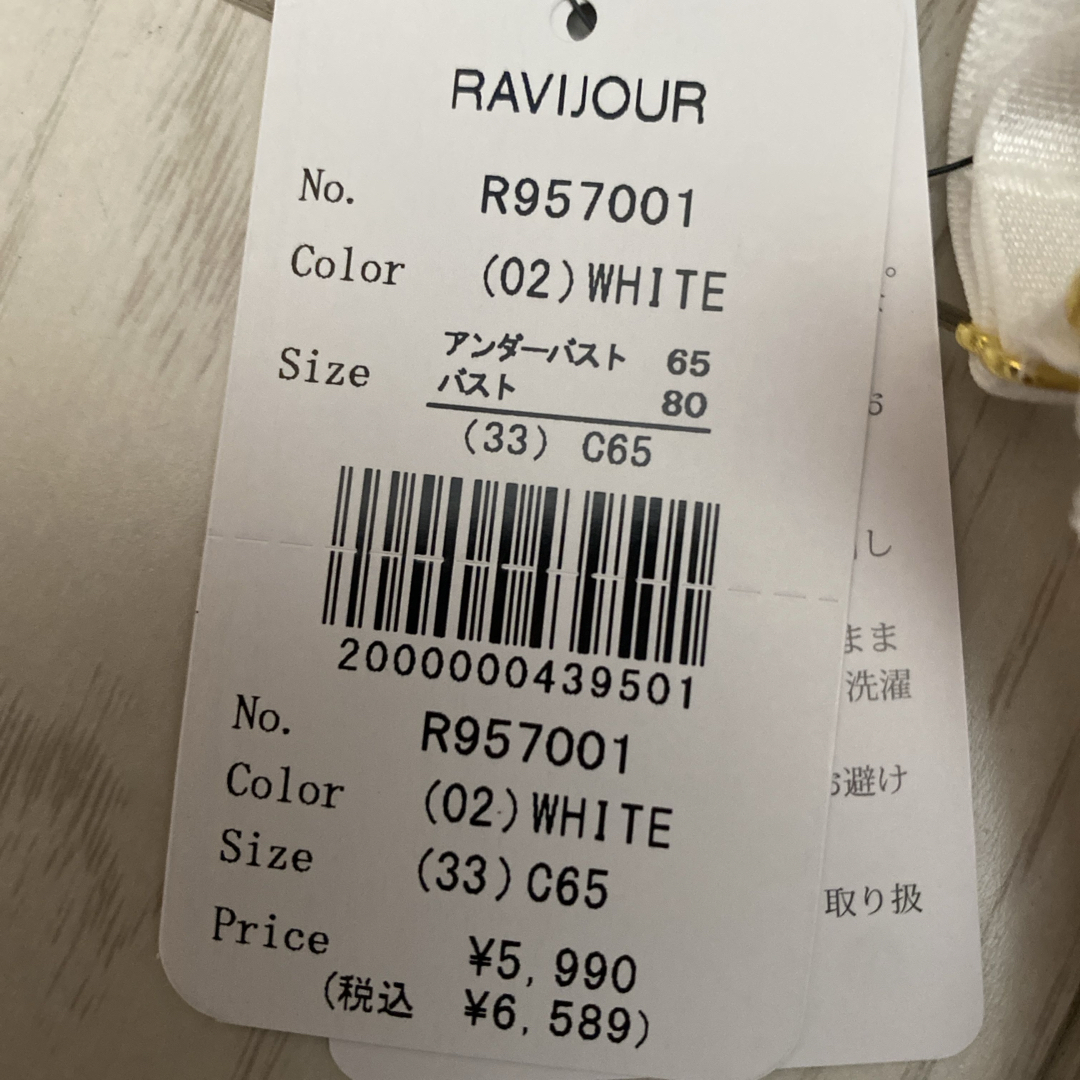 RAVIJOUR
No. R957001
Color (02)WHITE
Size アンダーバスト 65
バスト 80
(33) C65
2000000439501
No. R957001
Color (02)WHITE
Size (33)C65
Price ¥5,990
(税込 ¥6,589)
。
し
まま
洗濯
避け
取り扱